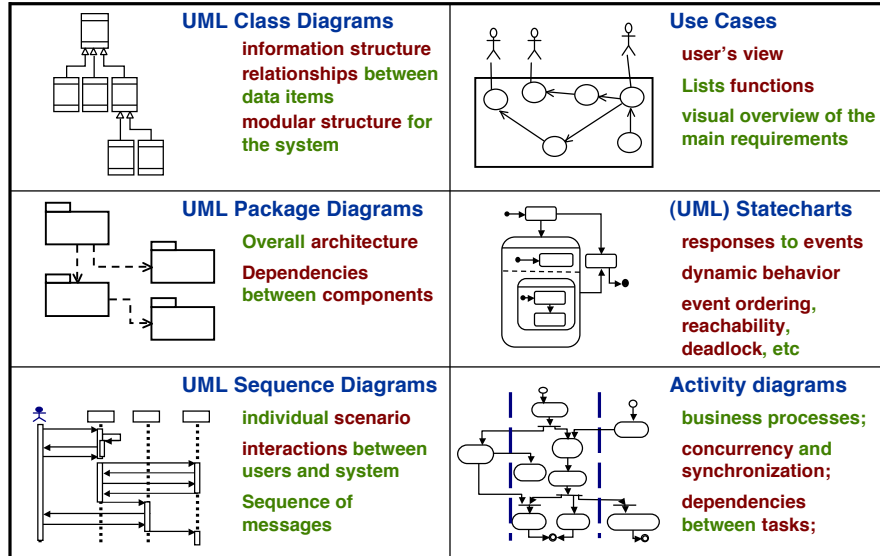 UML Class Diagrams
information structure
relationships between
data items
modular structure for
the system
Use Cases
user's view
Lists functions
visual overview of the
main requirements
UML Package Diagrams
Overall architecture
Dependencies
between components
(UML) Statecharts
responses to events
dynamic behavior
event ordering,
reachability,
deadlock, etc
UML Sequence Diagrams
individual scenario
interactions between
users and system
Sequence of
messages
Activity diagrams
business processes;
concurrency and
synchronization;
dependencies
between tasks;